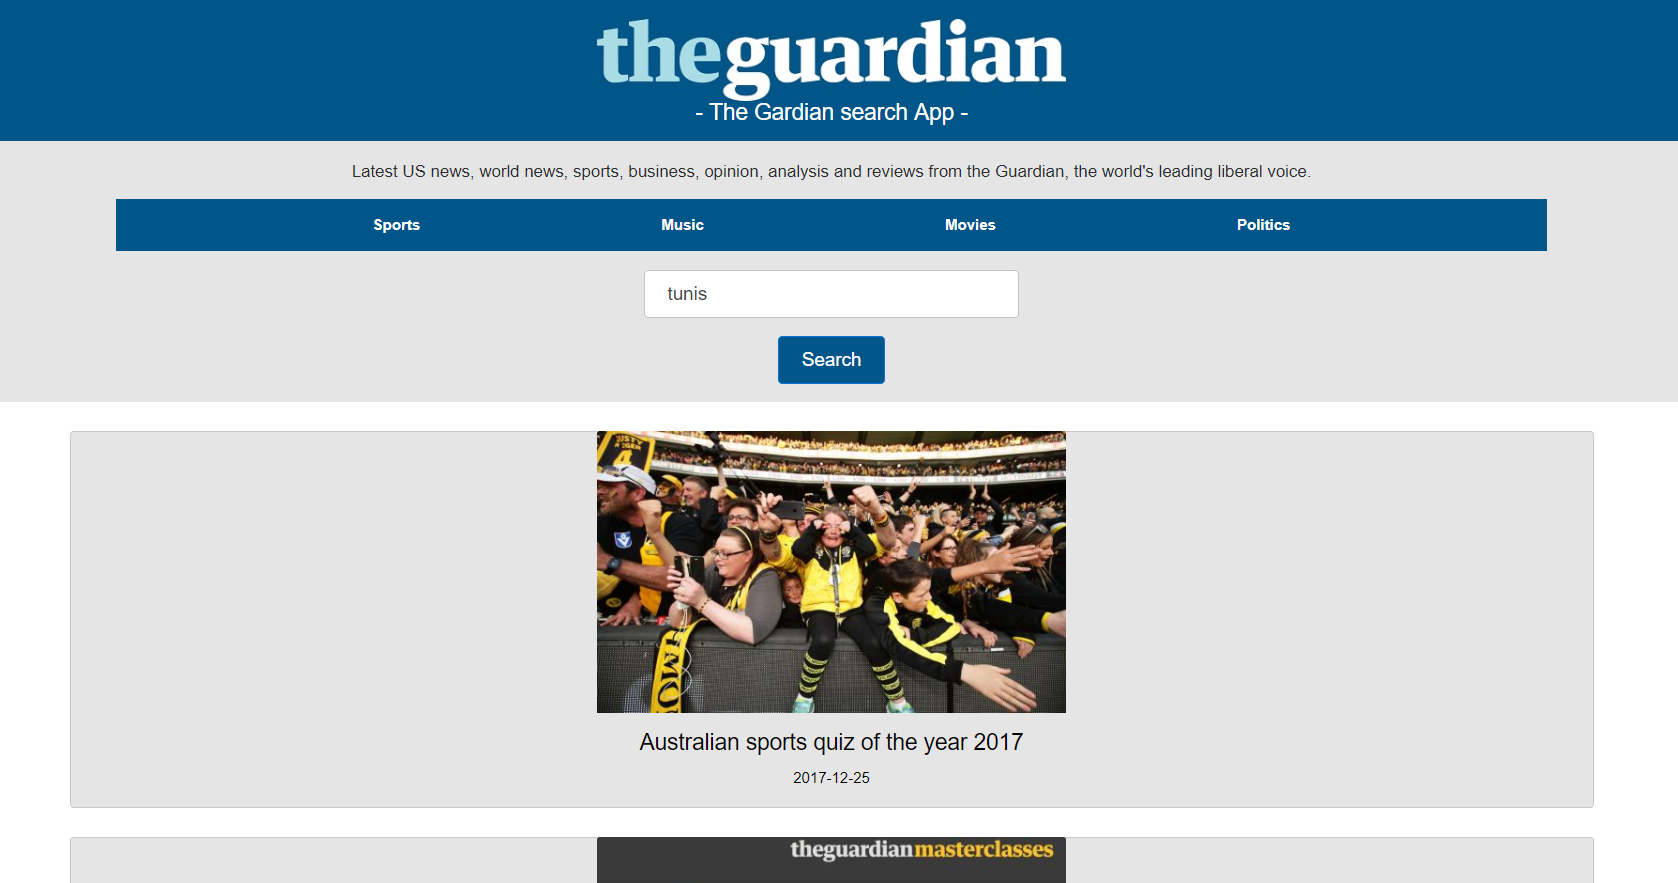 theguardian
- The Gardian search App -
Latest US news, world news, sports, business, opinion, analysis and reviews from the Guardian, the world's leading liberal voice.
Sports Music Movies Politics
tunis
Search
4
Australian sports quiz of the year 2017
2017-12-25
theguardianmasterclasses